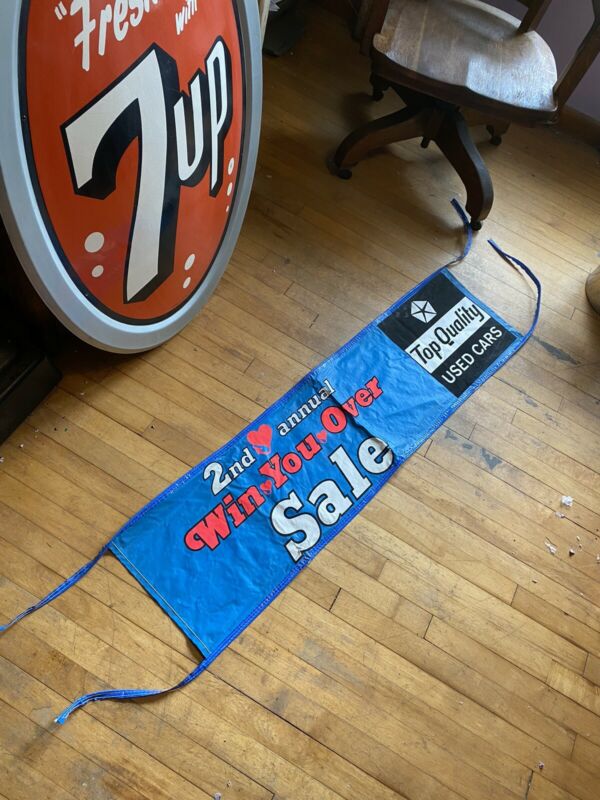 "Fresh
with
7up
2nd annual
Win You Over
Sale
Top Quality
USED CARS